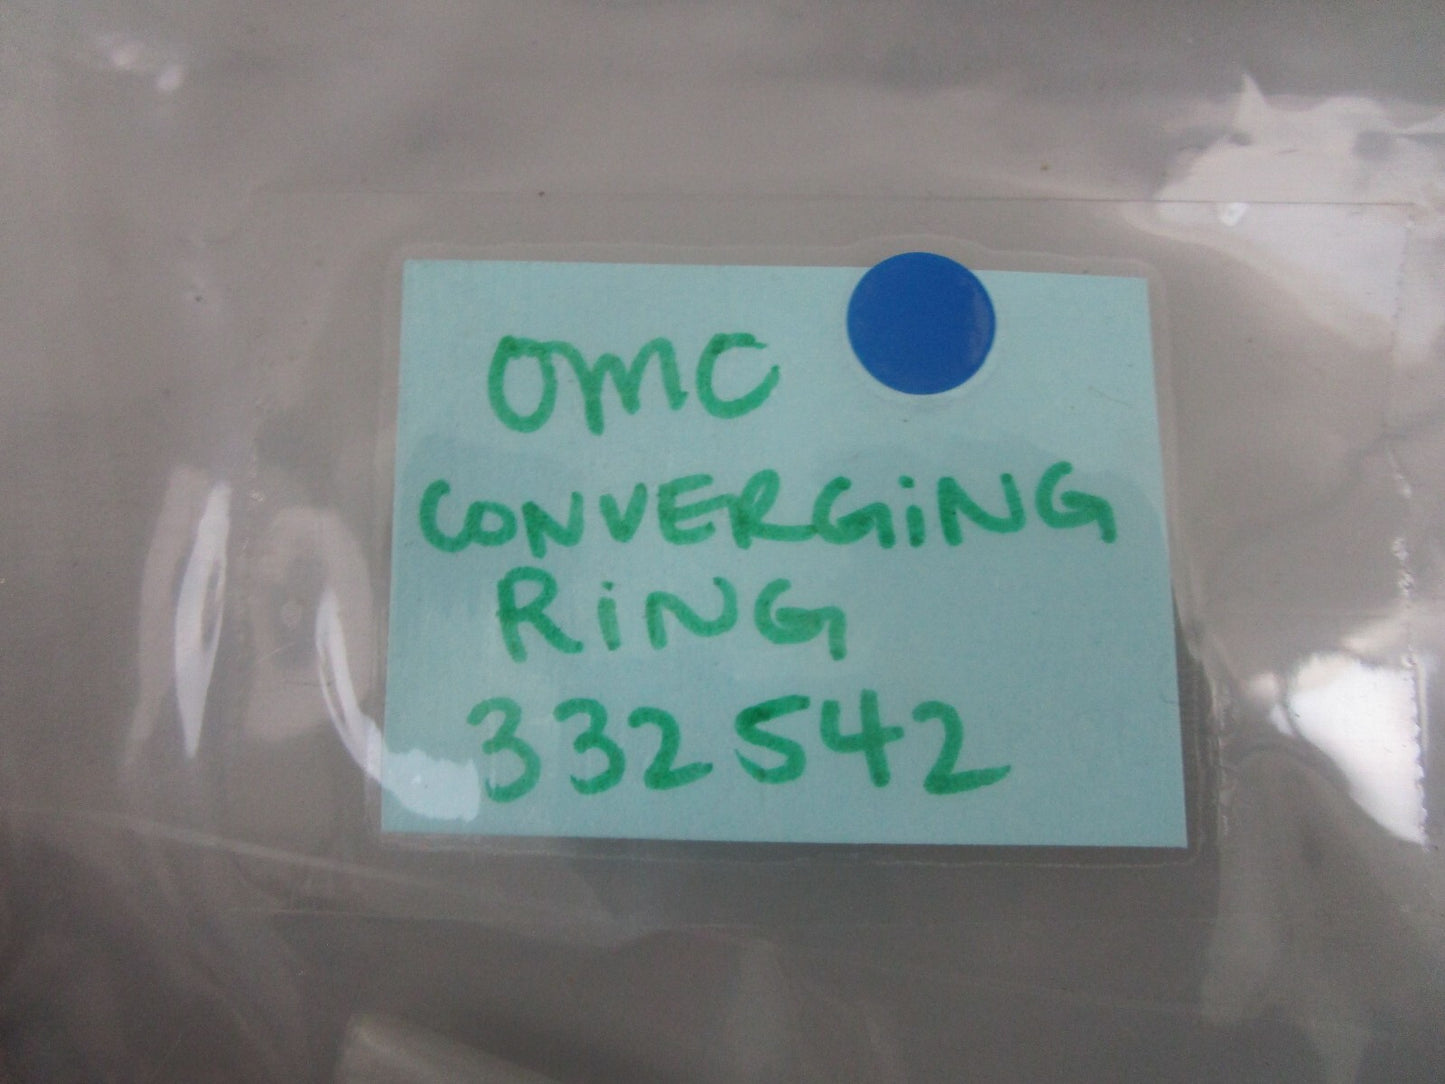 OMC
CONVERGiNG
RiNG
332542